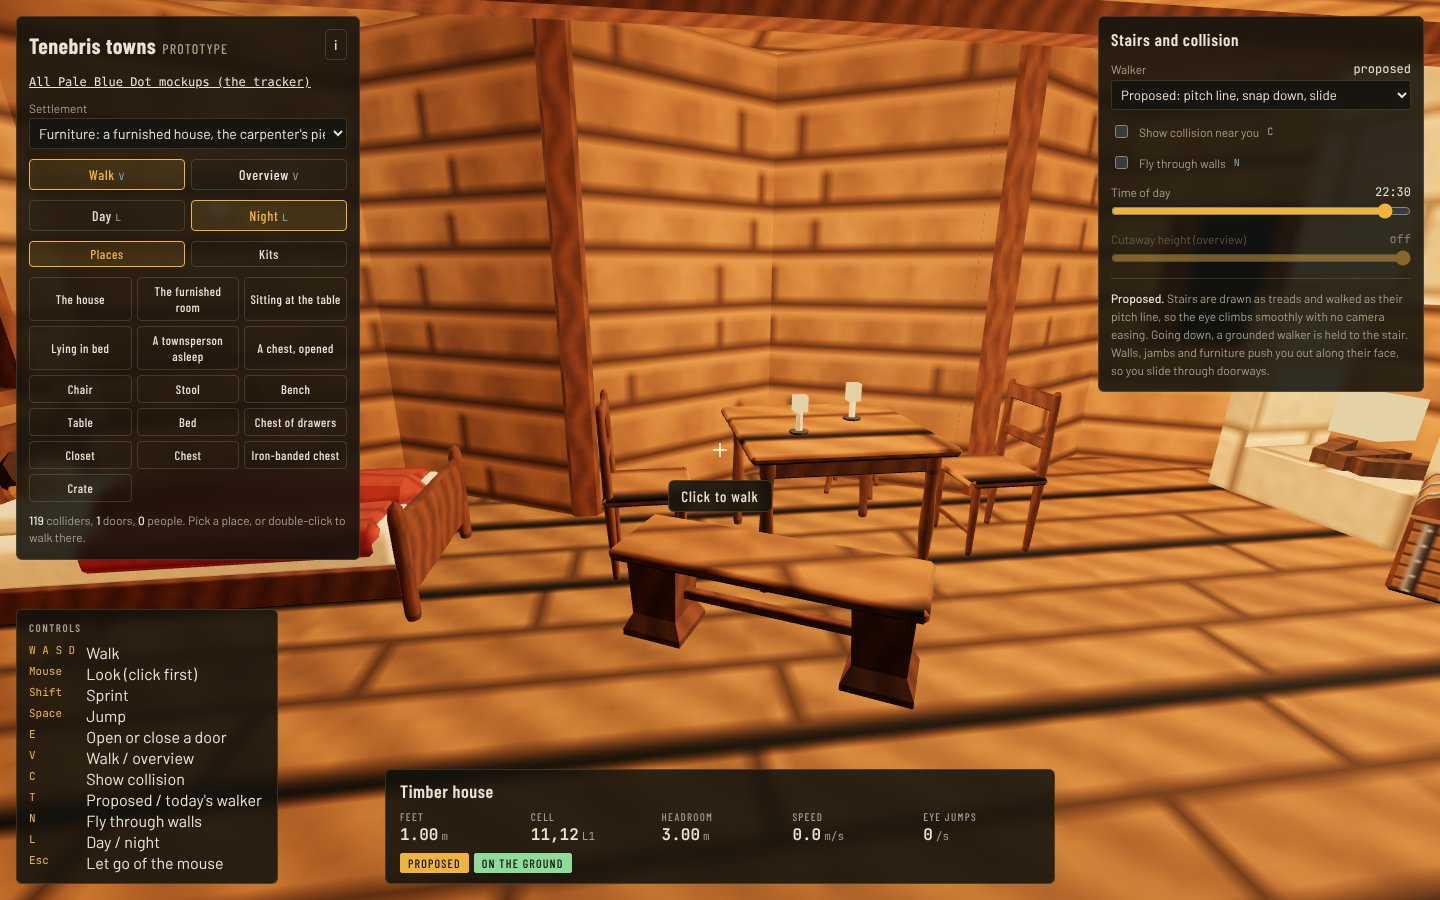 Tenebris towns PROTOTYPE
i
All Pale Blue Dot mockups (the tracker)
Settlement
Furniture: a furnished house, the carpenter's pi
Walk V
Overview V
Day L
Night L
Places
Kits
The house
The furnished room
Sitting at the table
Lying in bed
A townsperson asleep
A chest, opened
Chair
Stool
Bench
Table
Bed
Chest of drawers
Closet
Chest
Iron-banded chest
Crate
119 colliders, 1 doors, 0 people. Pick a place, or double-click to
walk there.
CONTROLS
W A S D Walk
Mouse Look (click first)
Shift Sprint
Space Jump
E Open or close a door
V Walk / overview
C Show collision
T Proposed / today's walker
N Fly through walls
L Day / night
Esc Let go of the mouse
Click to walk
Timber house
FEET
1.00 m
CELL
11,12 L1
HEADROOM
3.00 m
SPEED
0.0 m/s
EYE JUMPS
0 /s
PROPOSED
ON THE GROUND
Stairs and collision
Walker proposed
Proposed: pitch line, snap down, slide
Show collision near you C
Fly through walls N
Time of day 22:30
Cutaway height (overview) off
Proposed. Stairs are drawn as treads and walked as their
pitch line, so the eye climbs smoothly with no camera
easing. Going down, a grounded walker is held to the stair.
Walls, jambs and furniture push you out along their face,
so you slide through doorways.